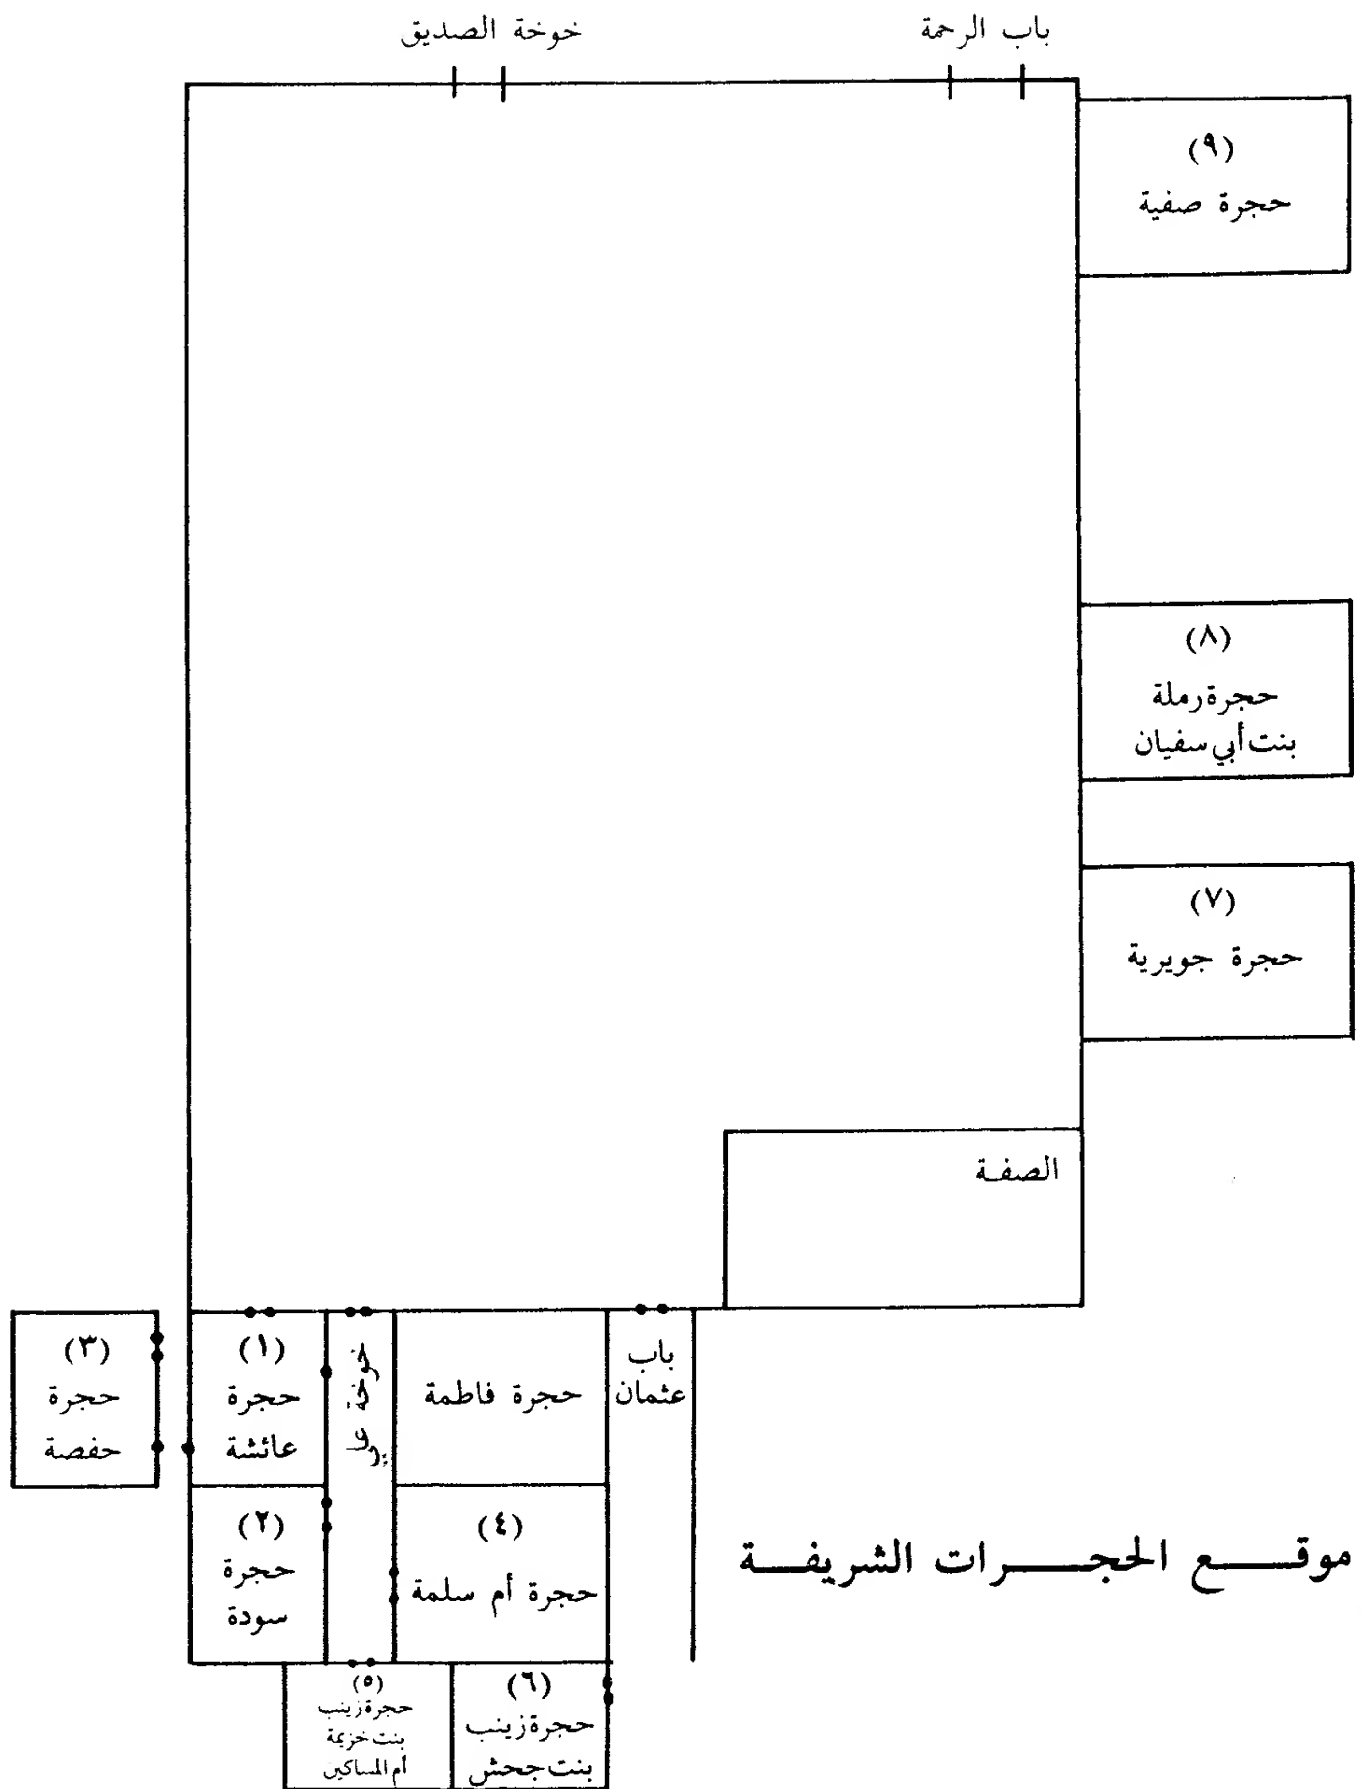 باب الرحمة
خوخة الصديق
(٩)
حجرة صفية
(٨)
حجرة رملة
بنت أبي سفيان
(٧)
حجرة جويرية
الصفة
باب
عثمان
حجرة فاطمة
خوخة علي
(١)
حجرة
عائشة
(٣)
حجرة
حفصة
(٤)
حجرة أم سلمة
(٢)
حجرة
سودة
موقع الحجرات الشريفة
(٦)
حجرة زينب
بنت جحش
(٥)
حجرة زينب
بنت خزيمة
أم المساكين